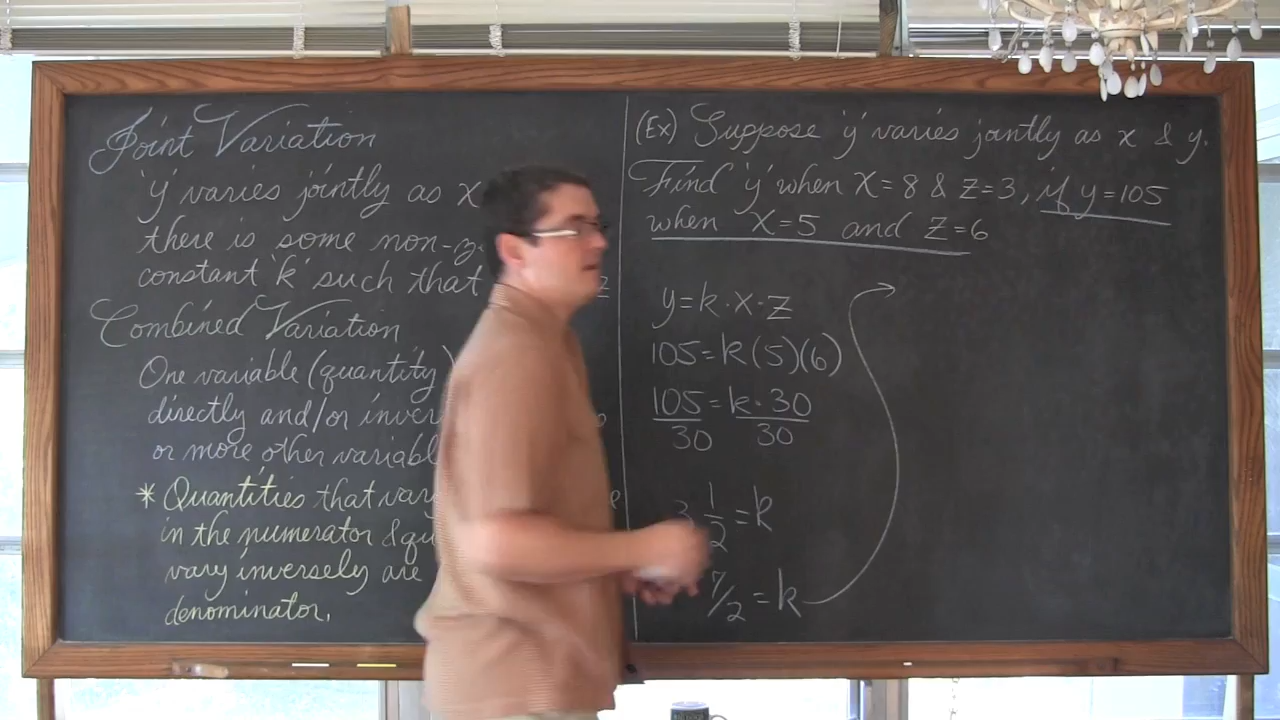 Joint Variation
'y' varies jointly as x
there is some non-
constant 'k' such that
z
Combined Variation
One variable (quantity)
directly and/or
or more other
* Quantities that vary
in the numerator &
vary inversely are
denominator.
(Ex) Suppose 'y' varies jointly as x & y.
Find 'y' when x=8 & z=3, if y=105
when x=5 and z=6
y=k·x·z
105=k(5)(6)
105=k·30
30 30
1/2=k
7/2=k